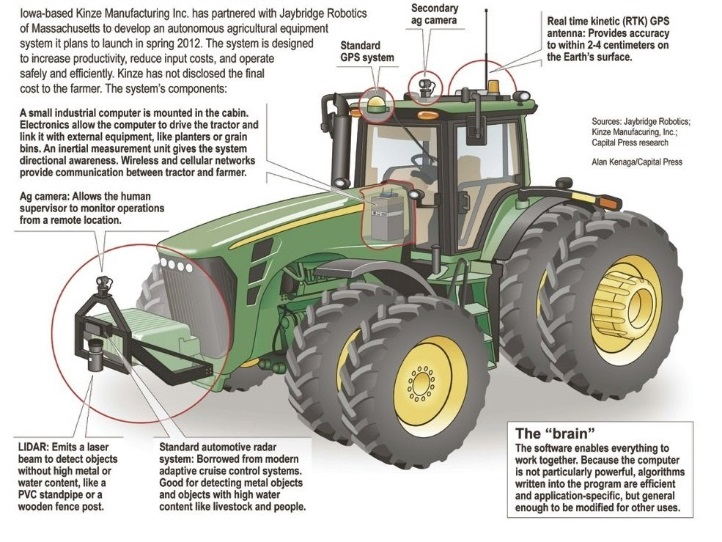 Iowa-based Kinze Manufacturing Inc. has partnered with Jaybridge Robotics
of Massachusetts to develop an autonomous agricultural equipment
system it plans to launch in spring 2012. The system is designed
to increase productivity, reduce input costs, and operate
safely and efficiently. Kinze has not disclosed the final
cost to the farmer. The system's components:
A small industrial computer is mounted in the cabin.
Electronics allow the computer to drive the tractor and
link it with external equipment, like planters or grain
bins. An inertial measurement unit gives the system
directional awareness. Wireless and cellular networks
provide communication between tractor and farmer.
Ag camera: Allows the human
supervisor to monitor operations
from a remote location.
Standard
GPS system
Secondary
ag camera
Real time kinetic (RTK) GPS
antenna: Provides accuracy
to within 2-4 centimeters on
the Earth's surface.
Sources: Jaybridge Robotics;
Kinze Manufacuring, Inc.;
Capital Press research
Alan Kenaga/Capital Press
LIDAR: Emits a laser
beam to detect objects
without high metal or
water content, like a
PVC standpipe or a
wooden fence post.
Standard automotive radar
system: Borrowed from modern
adaptive cruise control systems.
Good for detecting metal objects
and objects with high water
content like livestock and people.
The “brain”
The software enables everything to
work together. Because the computer
is not particularly powerful, algorithms
written into the program are efficient
and application-specific, but general
enough to be modified for other uses.